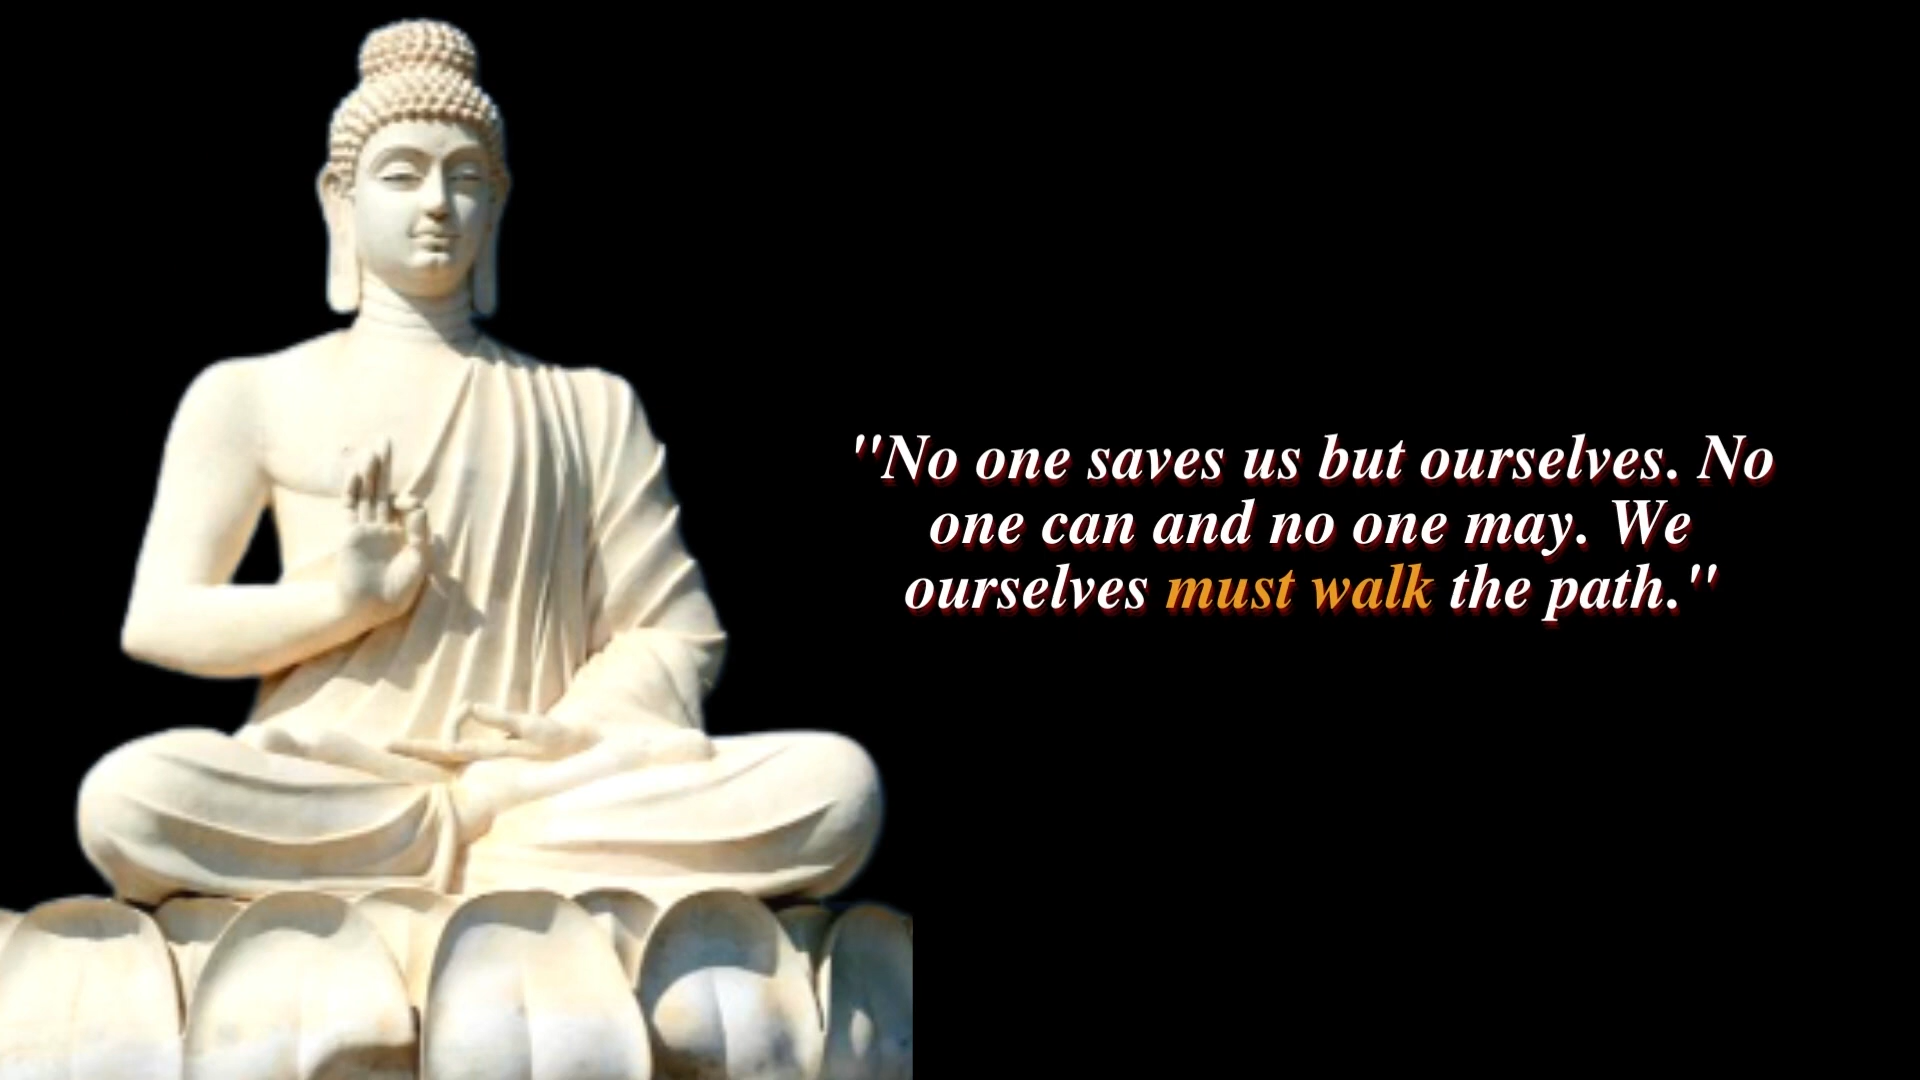 "No one saves us but ourselves. No
one can and no one may. We
ourselves must walk the path."